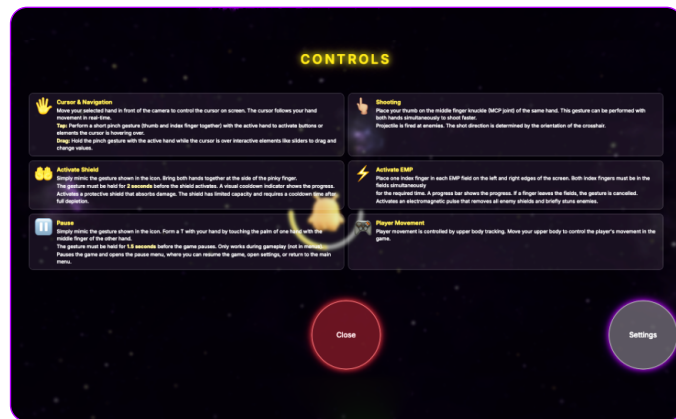 CONTROLS
Cursor & Navigation
Move your selected hand in front of the camera to control the cursor on screen. The cursor follows your hand
movement in real-time.
Tap: Perform a short pinch gesture (thumb and index finger together) with the active hand to activate buttons or
elements the cursor is hovering over.
Drag: Hold the pinch gesture with the active hand while the cursor is over interactive elements like sliders to drag and
change values.
Shooting
Place your thumb on the middle finger knuckle (MCP joint) of the same hand. This gesture can be performed with
both hands simultaneously to shoot faster.
Projectile is fired at enemies. The shot direction is determined by the orientation of the crosshair.
Activate Shield
Simply mimic the gesture shown in the icon. Bring both hands together at the side of the pinky finger.
The gesture must be held for 2 seconds before the shield activates. A visual cooldown indicator shows the progress.
Activates a protective shield that absorbs damage. The shield has limited capacity and requires a cooldown time after
full depletion.
Activate EMP
Place one index finger in each EMP field on the left and right edges of the screen. Both index fingers must be in the
fields simultaneously
for the required time. A progress bar shows the progress. If a finger leaves the fields, the gesture is cancelled.
Activates an electromagnetic pulse that removes all enemy shields and briefly stuns enemies.
Pause
Simply mimic the gesture shown in the icon. Form a T with your hand by touching the palm of one hand with the
middle finger of the other hand.
The gesture must be held for 1.5 seconds before the game pauses. Only works during gameplay (not in menus).
Pauses the game and opens the pause menu, where you can resume the game, open settings, or return to the main
menu.
Player Movement
Player movement is controlled by upper body tracking. Move your upper body to control the player's movement in the
game.
Close
Settings